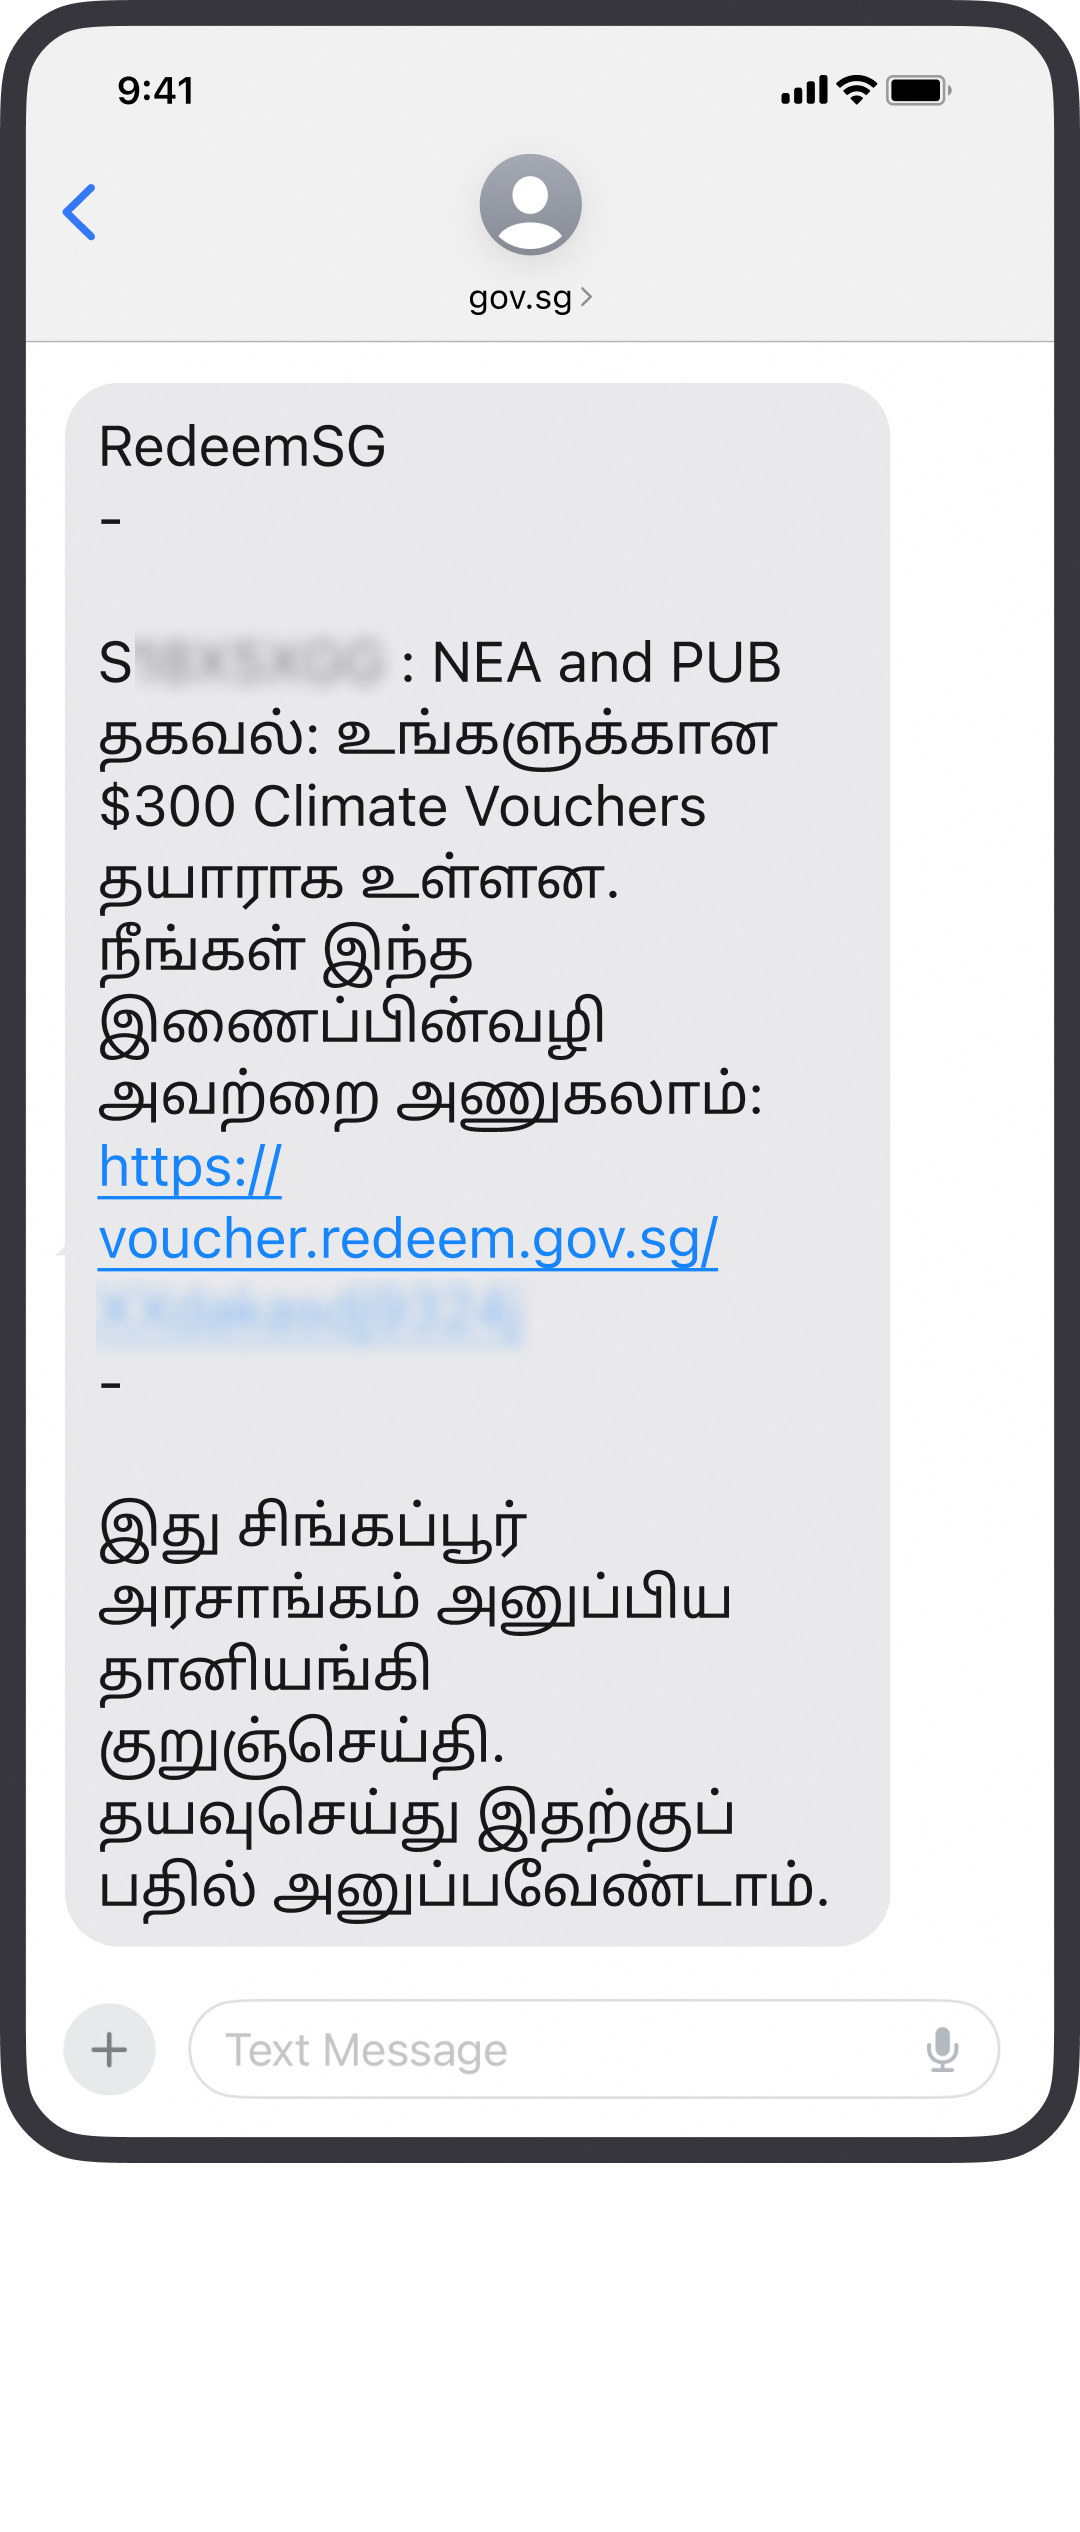 9:41
gov.sg
RedeemSG
-
S : NEA and PUB
தகவல்: உங்களுக்கான
$300 Climate Vouchers
தயாராக உள்ளன.
நீங்கள் இந்த
இணைப்பின்வழி
அவற்றை அணுகலாம்:
https://
voucher.redeem.gov.sg/
-
இது சிங்கப்பூர்
அரசாங்கம் அனுப்பிய
தானியங்கி
குறுஞ்செய்தி.
தயவுசெய்து இதற்குப்
பதில் அனுப்பவேண்டாம்.
Text Message